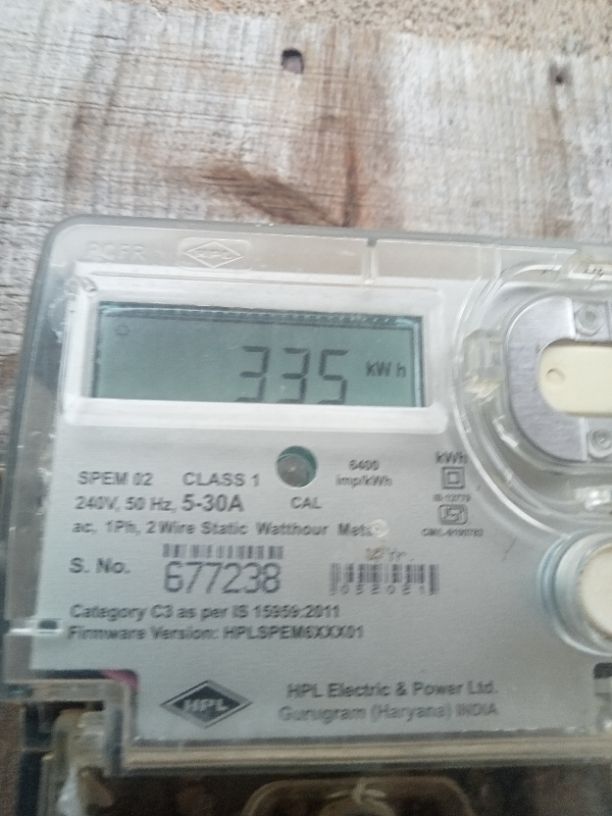 335 kWh
SPEM 02 CLASS 1
6400 imp/kWh
kWh
240V, 50 Hz, 5-30A CAL
IS-13779
ac, 1Ph, 2 Wire Static Watthour Meter
S. No. 677238
Category C3 as per IS 15959:2011
Firmware Version: HPLSPEM6XXX01
HPL
HPL Electric & Power Ltd.
Gurugram (Haryana) INDIA